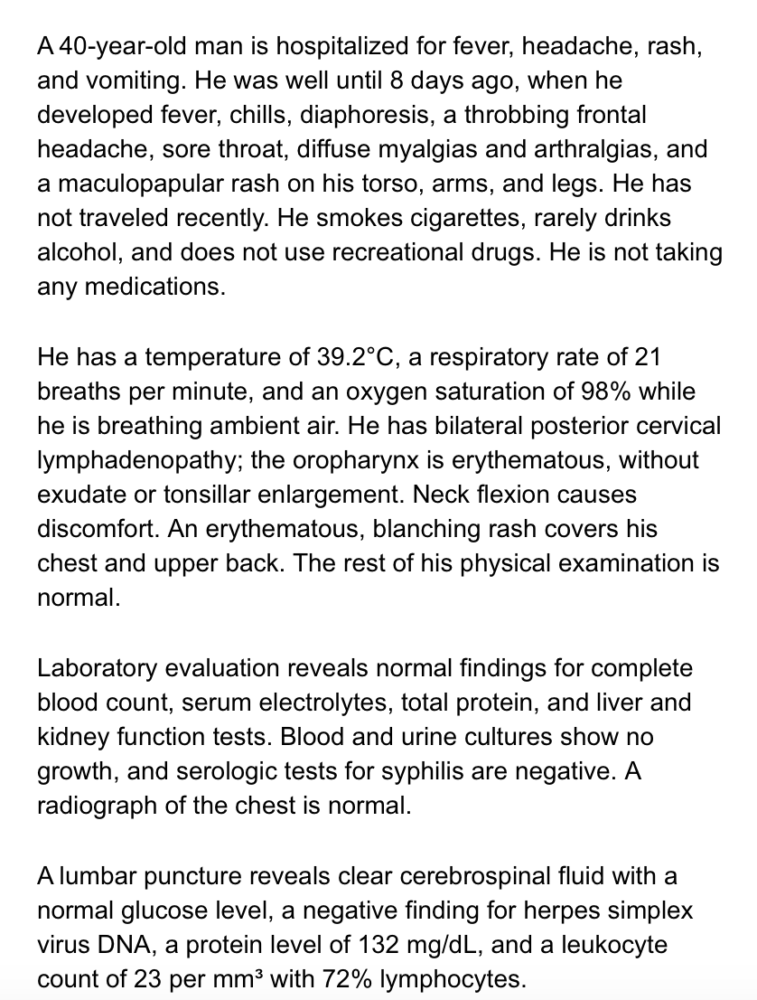 A 40-year-old man is hospitalized for fever, headache, rash,
and vomiting. He was well until 8 days ago, when he
developed fever, chills, diaphoresis, a throbbing frontal
headache, sore throat, diffuse myalgias and arthralgias, and
a maculopapular rash on his torso, arms, and legs. He has
not traveled recently. He smokes cigarettes, rarely drinks
alcohol, and does not use recreational drugs. He is not taking
any medications.
He has a temperature of 39.2°C, a respiratory rate of 21
breaths per minute, and an oxygen saturation of 98% while
he is breathing ambient air. He has bilateral posterior cervical
lymphadenopathy; the oropharynx is erythematous, without
exudate or tonsillar enlargement. Neck flexion causes
discomfort. An erythematous, blanching rash covers his
chest and upper back. The rest of his physical examination is
normal.
Laboratory evaluation reveals normal findings for complete
blood count, serum electrolytes, total protein, and liver and
kidney function tests. Blood and urine cultures show no
growth, and serologic tests for syphilis are negative. A
radiograph of the chest is normal.
A lumbar puncture reveals clear cerebrospinal fluid with a
normal glucose level, a negative finding for herpes simplex
virus DNA, a protein level of 132 mg/dL, and a leukocyte
count of 23 per mm³ with 72% lymphocytes.